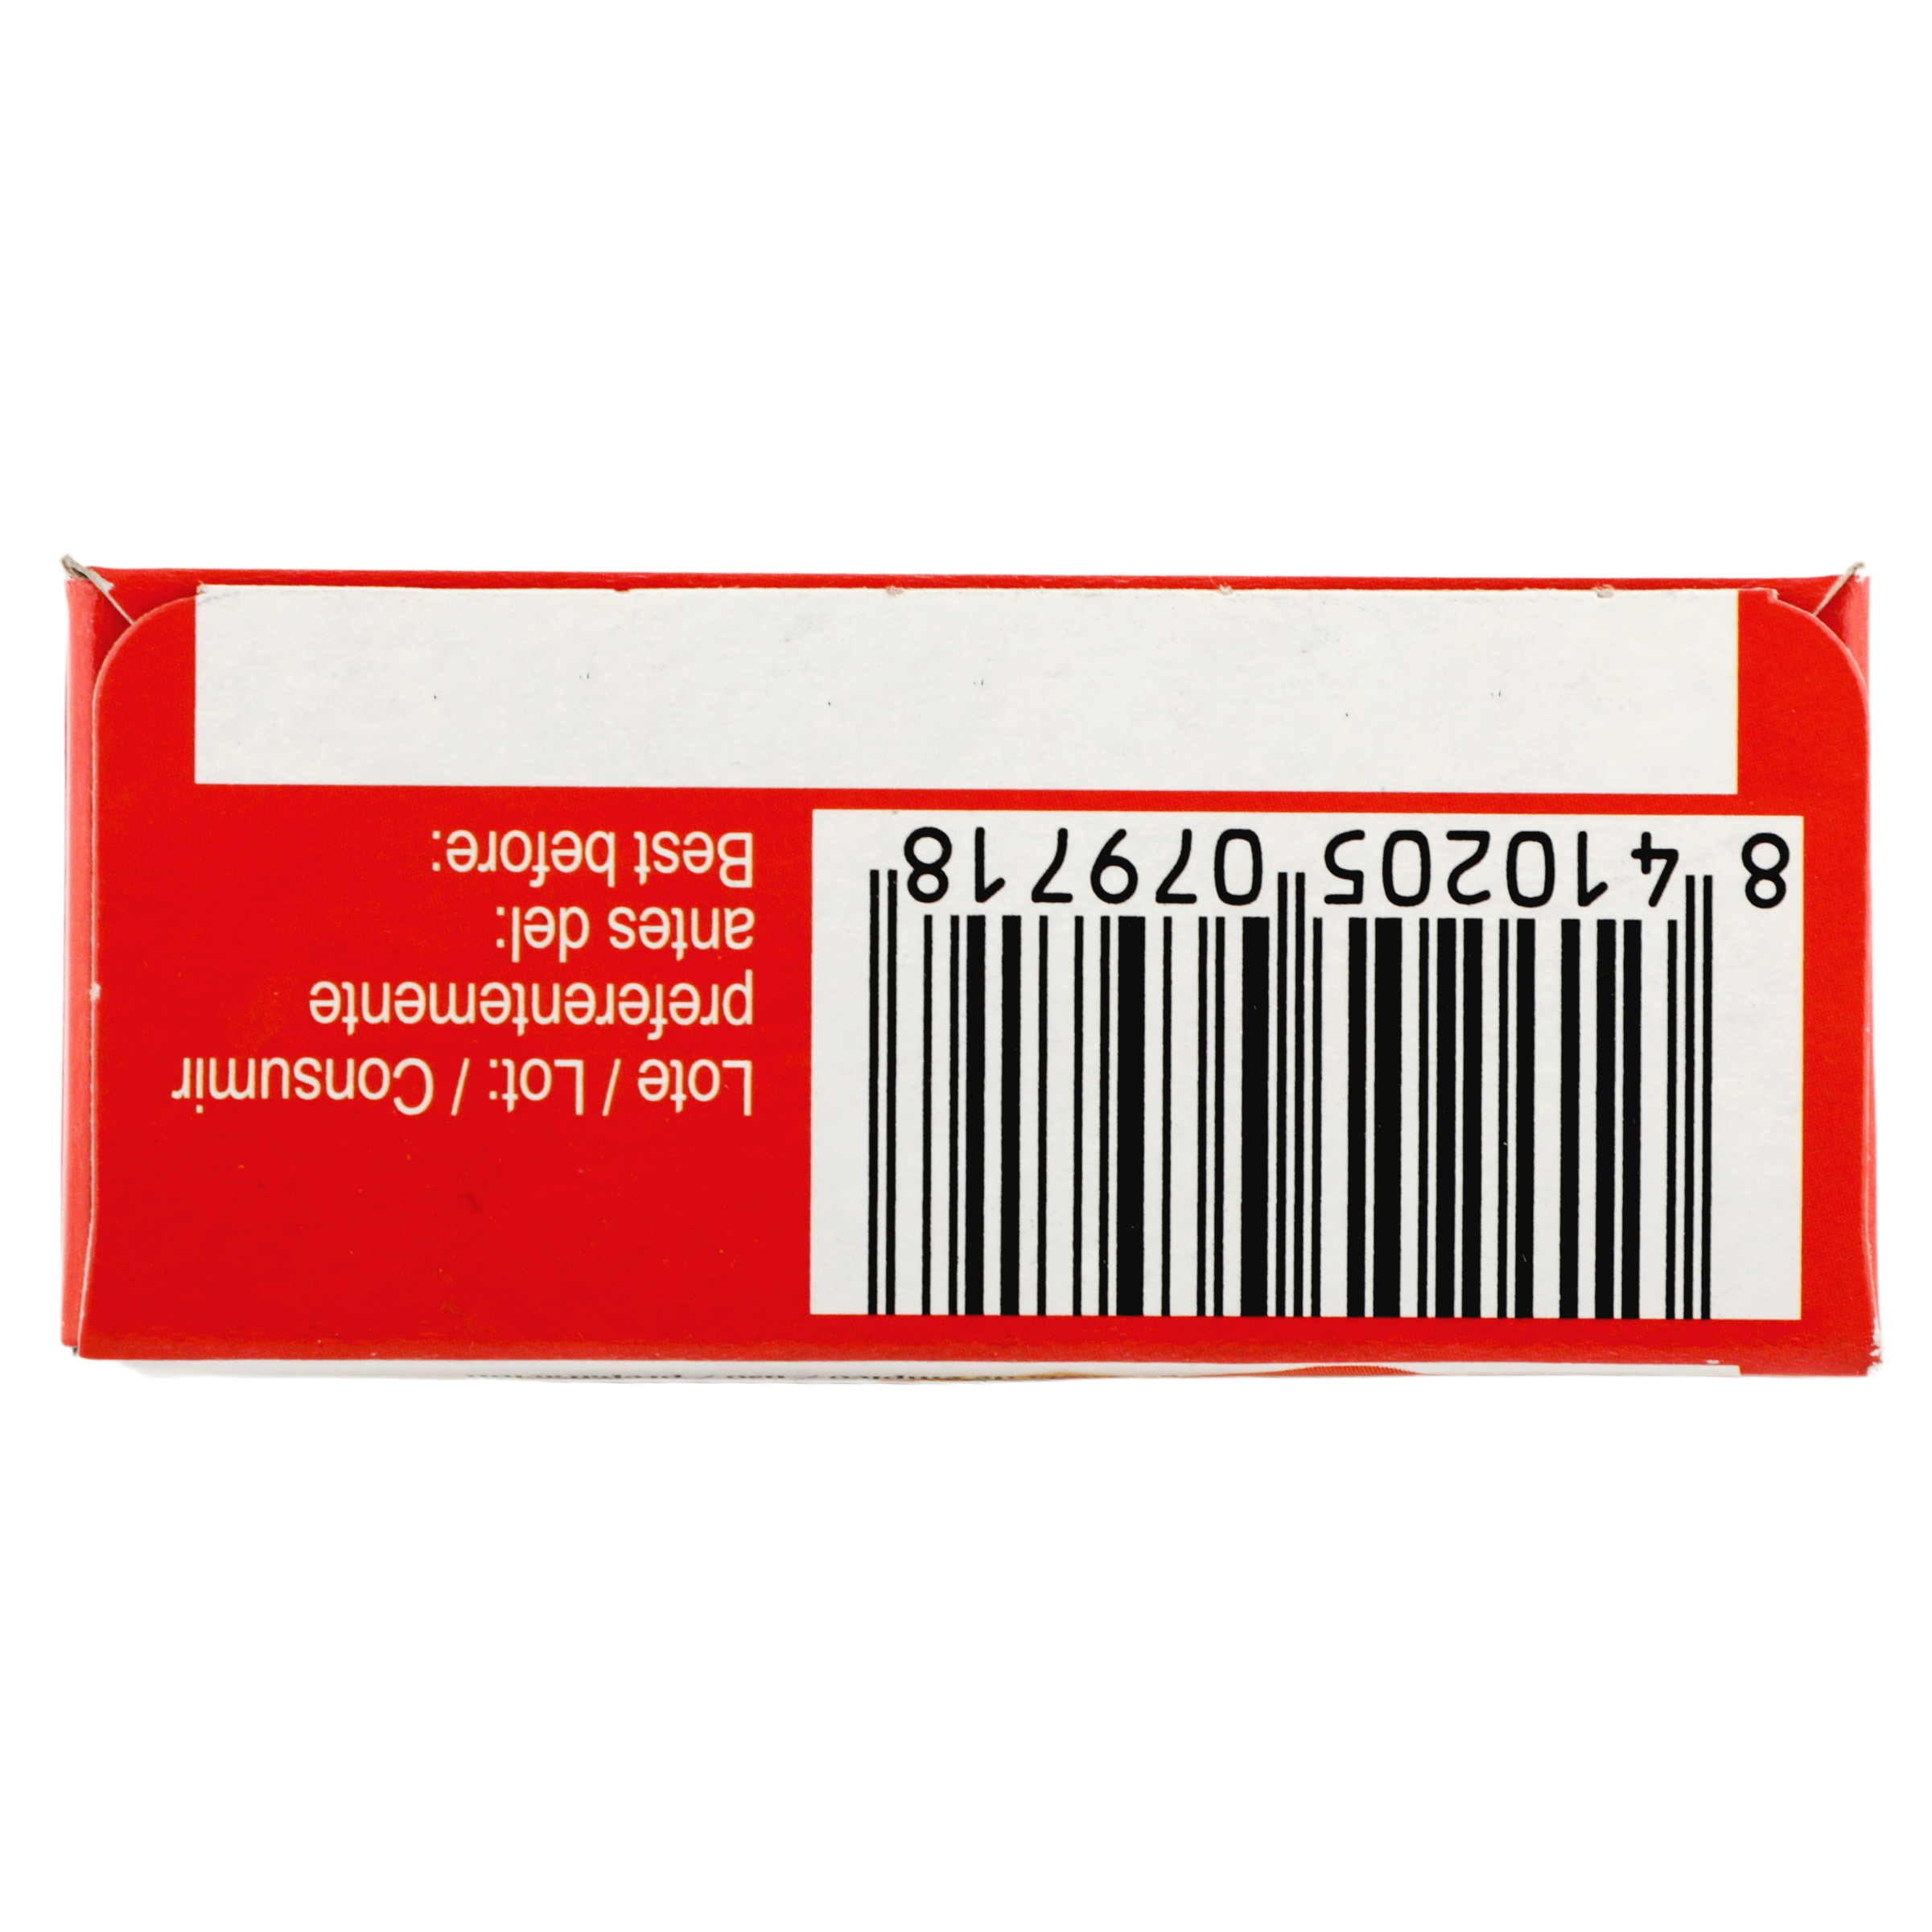 Lote / Lot: / Consumir
preferentemente
antes del:
Best before:
8 410205 079718